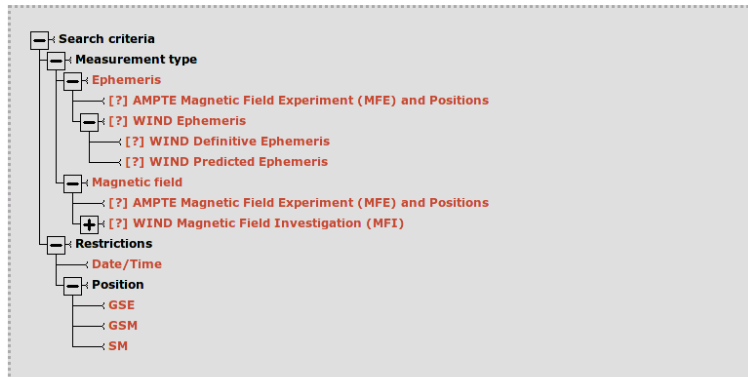 Search criteria
Measurement type
Ephemeris
[?] AMPTE Magnetic Field Experiment (MFE) and Positions
[?] WIND Ephemeris
[?] WIND Definitive Ephemeris
[?] WIND Predicted Ephemeris
Magnetic field
[?] AMPTE Magnetic Field Experiment (MFE) and Positions
[?] WIND Magnetic Field Investigation (MFI)
Restrictions
Date/Time
Position
GSE
GSM
SM